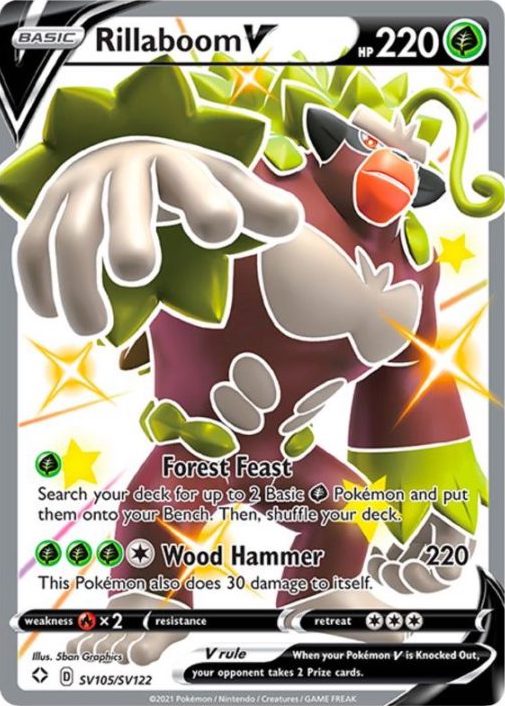 BASIC Rillaboom V HP 220
Forest Feast
Search your deck for up to 2 Basic Pokémon and put
them onto your Bench. Then, shuffle your deck.
Wood Hammer 220
This Pokémon also does 30 damage to itself.
weakness ×2 resistance retreat
Illus. 5ban Graphics
V rule When your Pokémon V is Knocked Out,
your opponent takes 2 Prize cards.
D SV105/SV122
©2021 Pokémon / Nintendo / Creatures / GAME FREAK